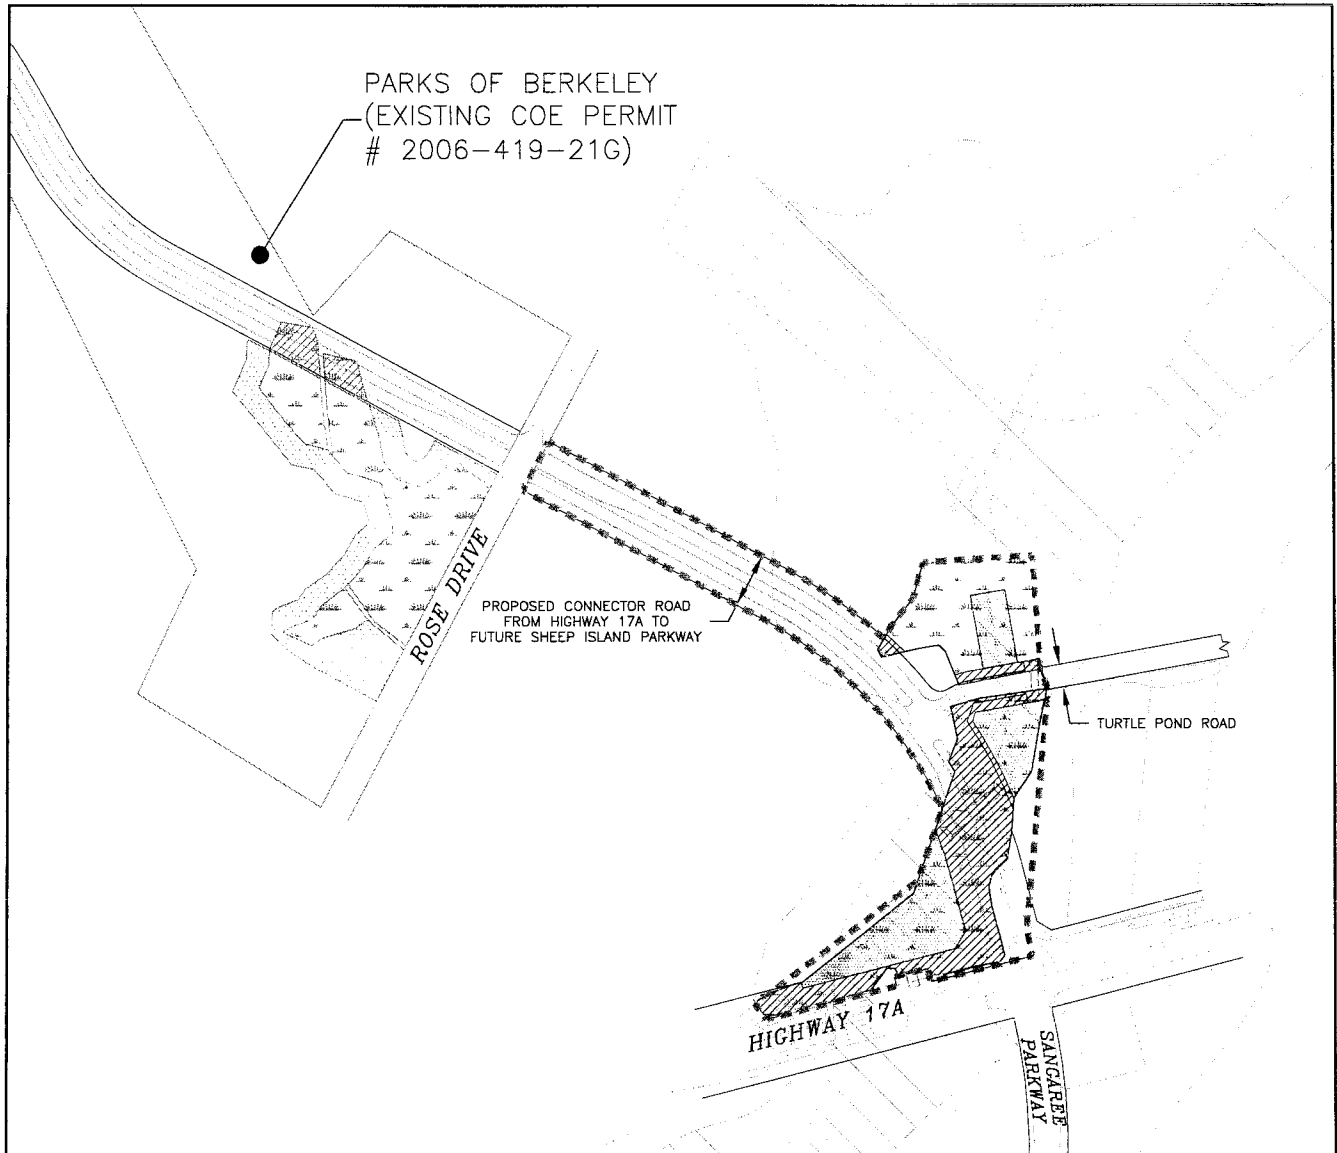 PARKS OF BERKELEY
(EXISTING COE PERMIT
# 2006-419-21G)
ROSE DRIVE
PROPOSED CONNECTOR ROAD
FROM HIGHWAY 17A TO
FUTURE SHEEP ISLAND PARKWAY
TURTLE POND ROAD
HIGHWAY 17A
SANGAREE
PARKWAY